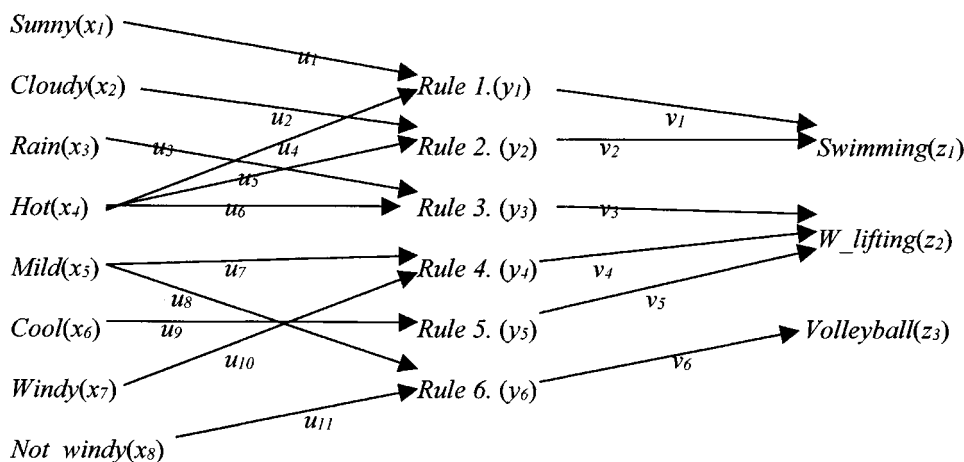 Sunny(x1)
u1
Cloudy(x2)
Rule 1.(y1)
u2
v1
Rain(x3)
u3
u4
Rule 2. (y2)
v2
Swimming(z1)
u5
Hot(x4)
u6
Rule 3. (y3)
v3
W_lifting(z2)
Mild(x5)
u7
Rule 4. (y4)
v4
u8
v5
Cool(x6)
u9
Rule 5. (y5)
Volleyball(z3)
u10
v6
Windy(x7)
Rule 6. (y6)
u11
Not windy(x8)